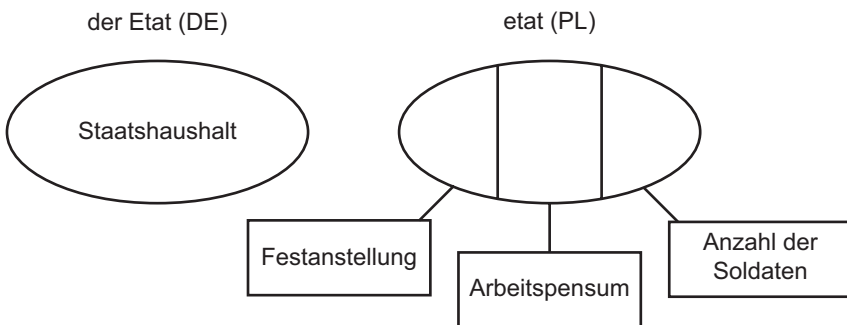 der Etat (DE)
etat (PL)
Staatshaushalt
Festanstellung
Arbeitspensum
Anzahl der
Soldaten